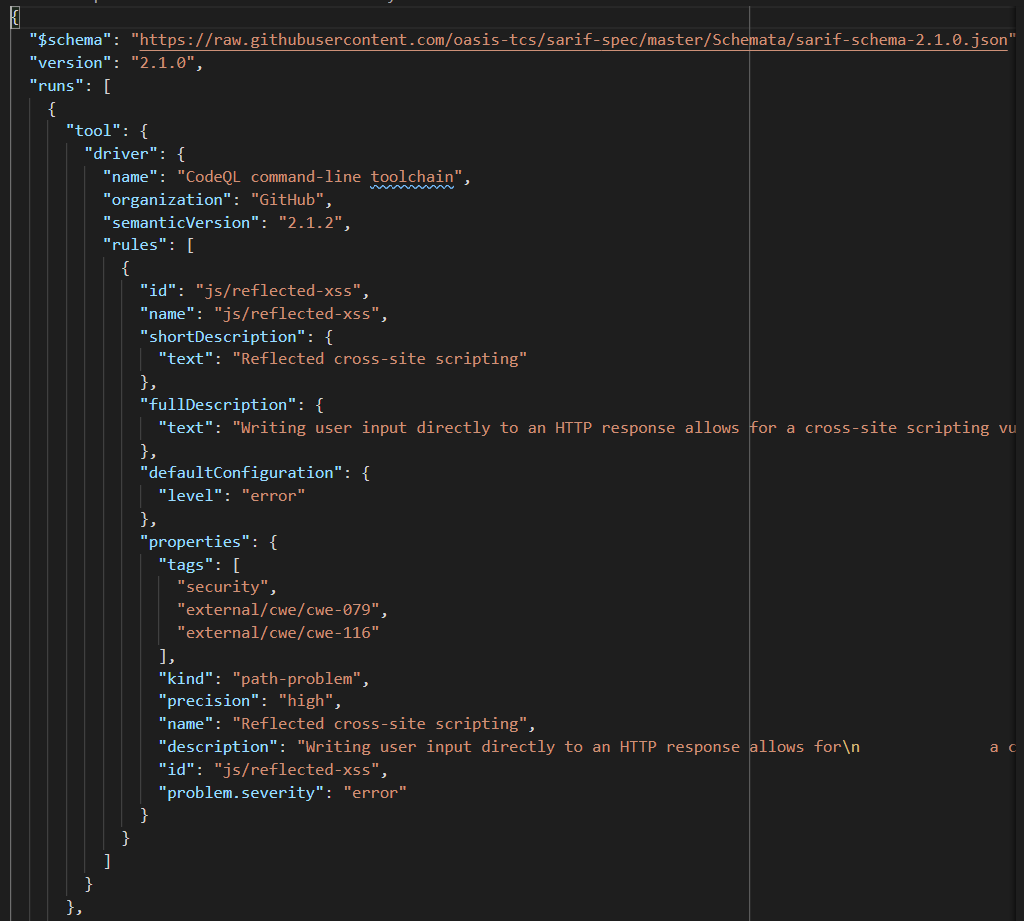 {
  "$schema": "https://raw.githubusercontent.com/oasis-tcs/sarif-spec/master/Schemata/sarif-schema-2.1.0.json"
  "version": "2.1.0",
  "runs": [
    {
      "tool": {
        "driver": {
          "name": "CodeQL command-line toolchain",
          "organization": "GitHub",
          "semanticVersion": "2.1.2",
          "rules": [
            {
              "id": "js/reflected-xss",
              "name": "js/reflected-xss",
              "shortDescription": {
                "text": "Reflected cross-site scripting"
              },
              "fullDescription": {
                "text": "Writing user input directly to an HTTP response allows for a cross-site scripting vu
              },
              "defaultConfiguration": {
                "level": "error"
              },
              "properties": {
                "tags": [
                  "security",
                  "external/cwe/cwe-079",
                  "external/cwe/cwe-116"
                ],
                "kind": "path-problem",
                "precision": "high",
                "name": "Reflected cross-site scripting",
                "description": "Writing user input directly to an HTTP response allows for\n              a c
                "id": "js/reflected-xss",
                "problem.severity": "error"
              }
            }
          ]
        }
      },